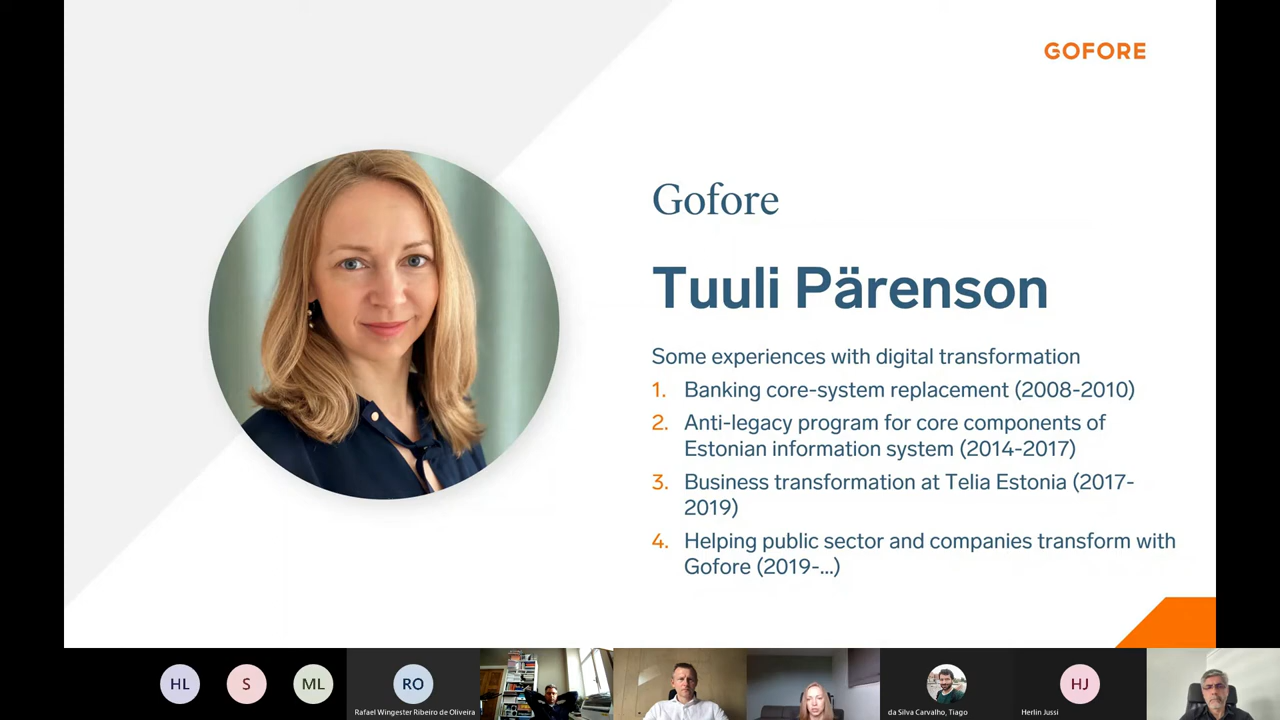 GOFORE
Gofore
Tuuli Pärenson
Some experiences with digital transformation
1. Banking core-system replacement (2008-2010)
2. Anti-legacy program for core components of
Estonian information system (2014-2017)
3. Business transformation at Telia Estonia (2017-
2019)
4. Helping public sector and companies transform with
Gofore (2019-...)
HL
S
ML
RO
HJ
Rafael Wingester Ribeiro de Oliveira
da Silva Carvalho, Tiago
Herlin Jussi